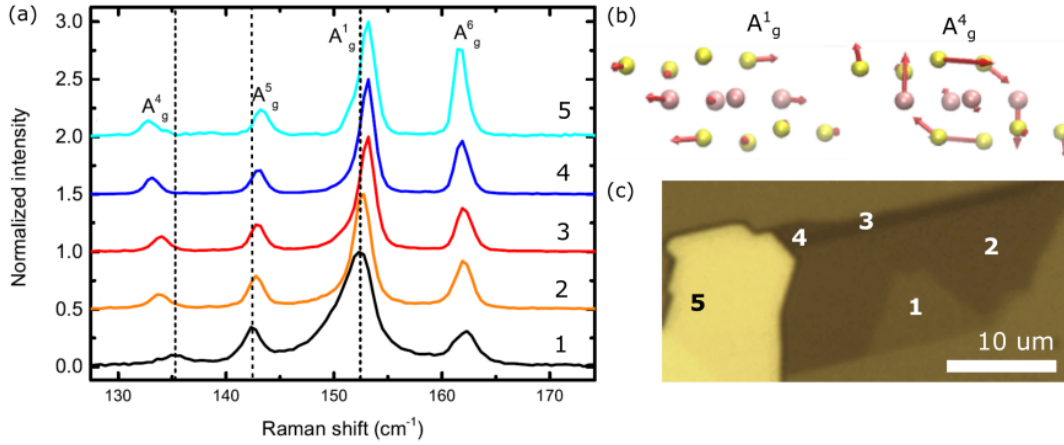 (a)
3.0
2.5
2.0
1.5
1.0
0.5
0.0
Normalized intensity
A⁴g
A⁵g
A¹g
A⁶g
5
4
3
2
1
130
140
150
160
170
Raman shift (cm⁻¹)
(b)
A¹g
A⁴g
(c)
5
4
3
2
1
10 um